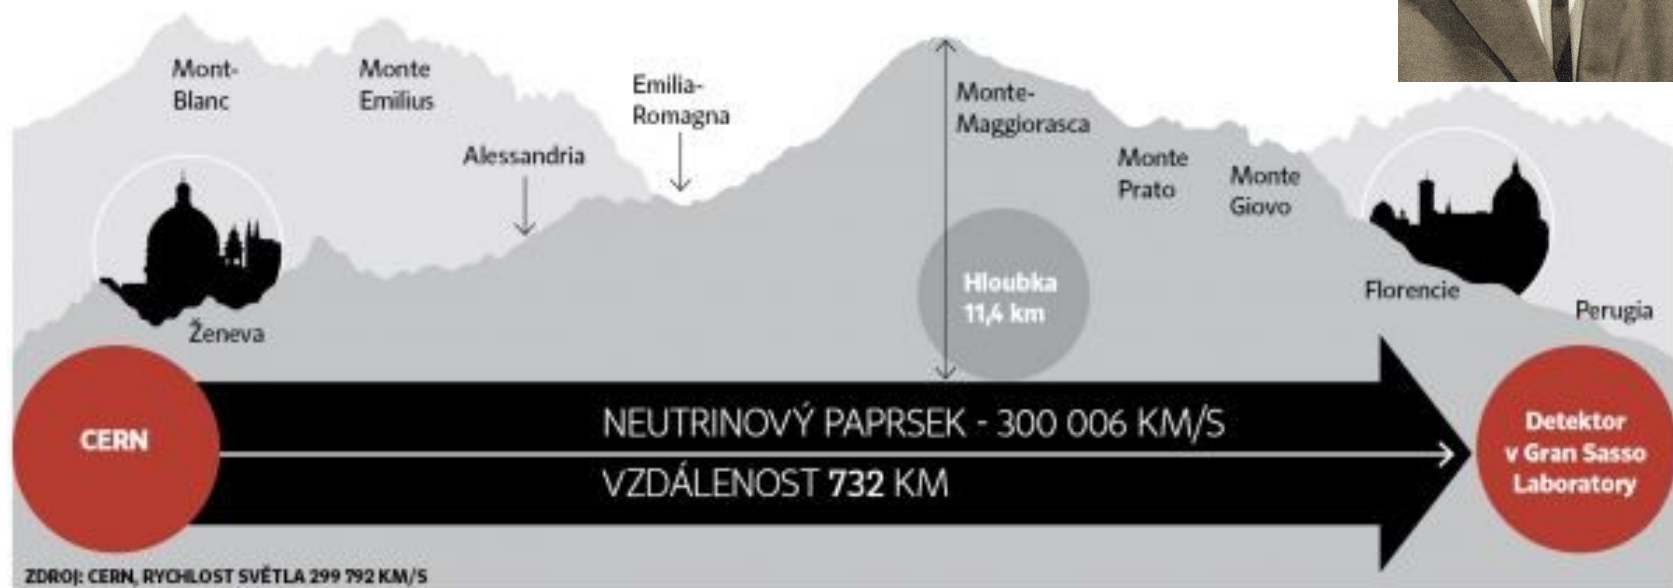 Mont-
Blanc
Monte
Emilius
Alessandria
Emilia-
Romagna
Monte-
Maggiorasca
Monte
Prato
Monte
Giovo
Ženeva
Hloubka
11,4 km
Florencie
Perugia
CERN
NEUTRINOVÝ PAPRSEK - 300 006 KM/S
VZDÁLENOST 732 KM
Detektor
v Gran Sasso
Laboratory
ZDROJ: CERN, RYCHLOST SVĚTLA 299 792 KM/S